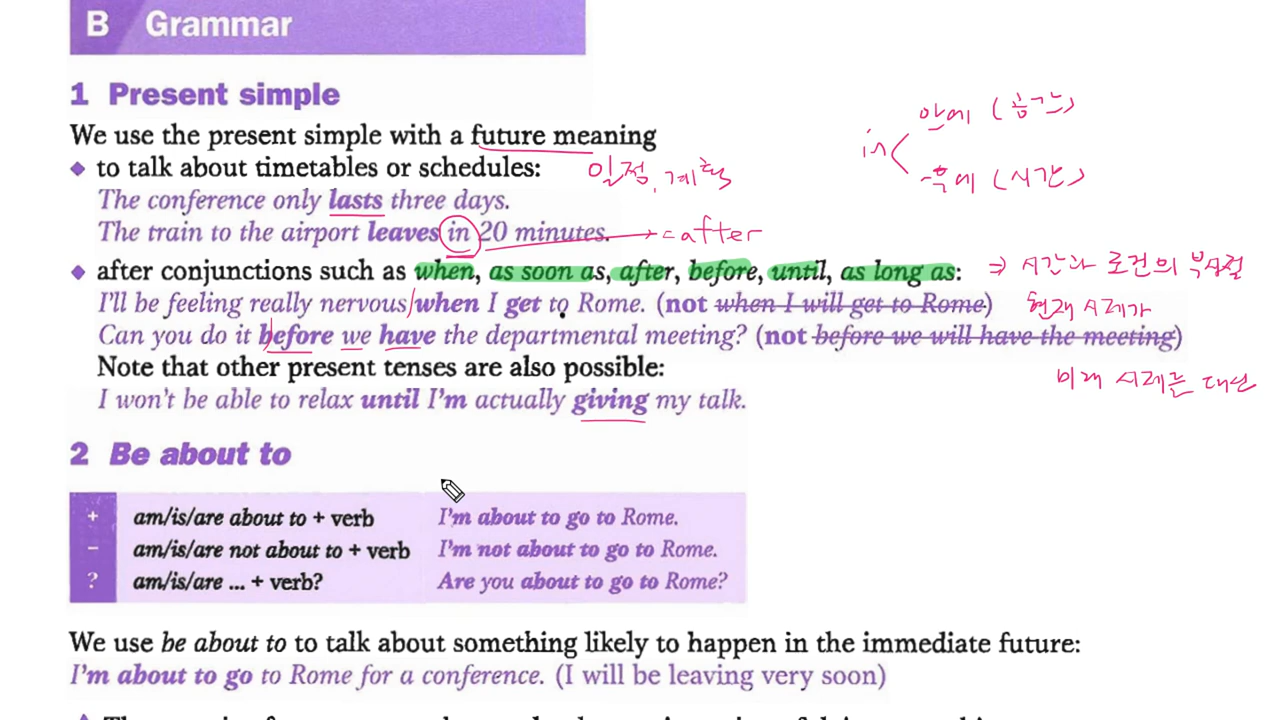 B Grammar
1 Present simple
We use the present simple with a future meaning
◆ to talk about timetables or schedules:
일정, 계획
The conference only lasts three days.
The train to the airport leaves in 20 minutes.
= after
in
안에 (공간)
후에 (시간)
◆ after conjunctions such as when, as soon as, after, before, until, as long as:
I'll be feeling really nervous when I get to Rome. (not when I will get to Rome)
Can you do it before we have the departmental meeting? (not before we will have the meeting)
⇒ 시간과 조건의 부사절
현재 시제가
미래 시제를 대신
Note that other present tenses are also possible:
I won't be able to relax until I'm actually giving my talk.
2 Be about to
+ am/is/are about to + verb I'm about to go to Rome.
– am/is/are not about to + verb I'm not about to go to Rome.
? am/is/are ... + verb? Are you about to go to Rome?
We use be about to to talk about something likely to happen in the immediate future:
I'm about to go to Rome for a conference. (I will be leaving very soon)